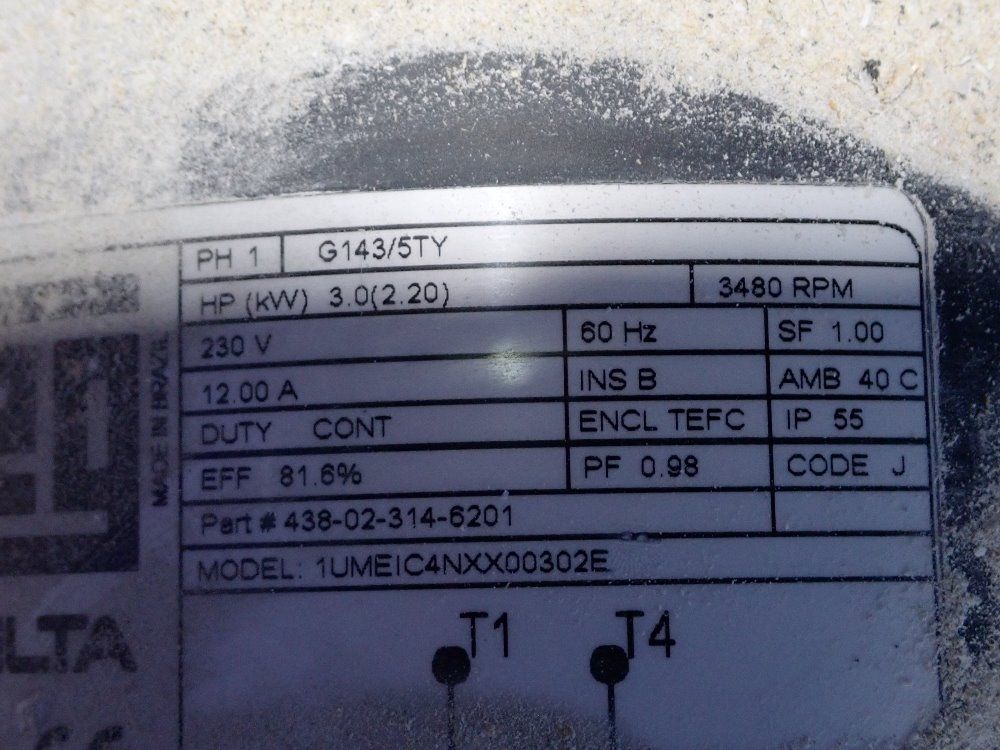 PH 1 G143/5TY
HP (kW) 3.0(2.20) 3480 RPM
230 V 60 Hz SF 1.00
12.00 A INS B AMB 40 C
DUTY CONT ENCL TEFC IP 55
EFF 81.6% PF 0.98 CODE J
Part # 438-02-314-6201
MODEL: 1UMEIC4NXX00302E
T1 T4
MADE IN BRAZIL